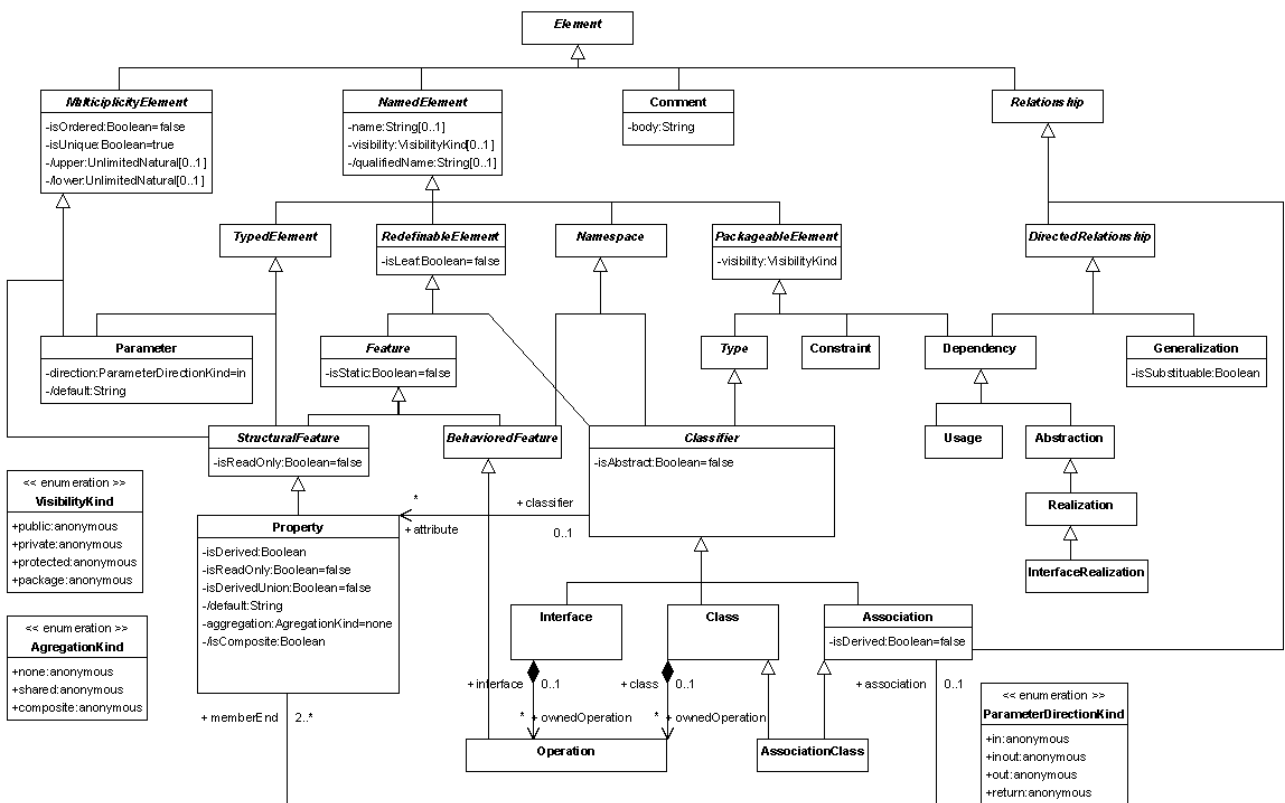 Element
MulticiplicityElement
-isOrdered:Boolean=false
-isUnique:Boolean=true
-/upper:UnlimitedNatural[0..1]
-/lower:UnlimitedNatural[0..1]
NamedElement
-name:String[0..1]
-visibility:VisibilityKind[0..1]
-/qualifiedName:String[0..1]
Comment
-body:String
Relationship
TypedElement
RedefinableElement
-isLeaf:Boolean=false
Namespace
PackageableElement
-visibility:VisibilityKind
DirectedRelationship
Parameter
-direction:ParameterDirectionKind=in
-/default:String
Feature
-isStatic:Boolean=false
Type
Constraint
Dependency
Generalization
-isSubstituable:Boolean
StructuralFeature
-isReadOnly:Boolean=false
BehavioredFeature
Classifier
-isAbstract:Boolean=false
Usage
Abstraction
<< enumeration >>
VisibilityKind
+public:anonymous
+private:anonymous
+protected:anonymous
+package:anonymous
*
+ attribute
+ classifier
0..1
Realization
InterfaceRealization
Property
-isDerived:Boolean
-isReadOnly:Boolean=false
-isDerivedUnion:Boolean=false
-/default:String
-aggregation:AgregationKind=none
-/isComposite:Boolean
<< enumeration >>
AgregationKind
+none:anonymous
+shared:anonymous
+composite:anonymous
Interface
Class
Association
-isDerived:Boolean=false
+ interface
0..1
+ class
0..1
+ association
0..1
+ memberEnd
2..*
* + ownedOperation
* + ownedOperation
Operation
AssociationClass
<< enumeration >>
ParameterDirectionKind
+in:anonymous
+inout:anonymous
+out:anonymous
+return:anonymous